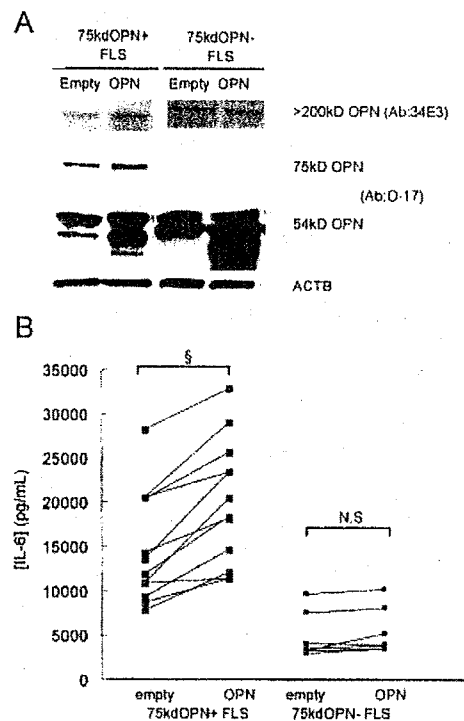 A
75kdOPN+ 75kdOPN-
FLS FLS
Empty OPN Empty OPN
>200kD OPN (Ab:34E3)
75kD OPN
(Ab:O-17)
54kD OPN
ACTB
B
§
N.S
[IL-6] (pg/mL)
35000
30000
25000
20000
15000
10000
5000
0
empty OPN empty OPN
75kdOPN+ FLS 75kdOPN- FLS